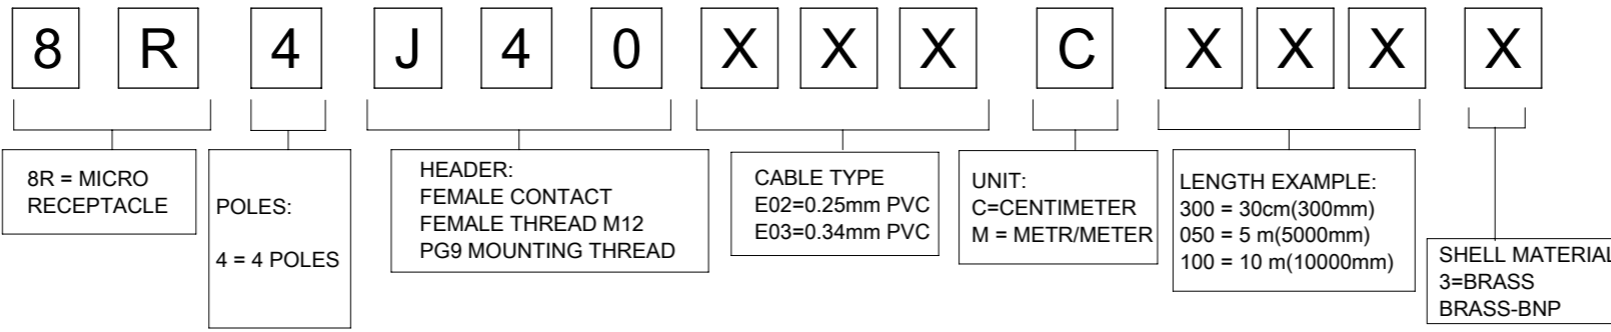 8 R 4 J 4 0 X X X C X X X X
8R = MICRO
RECEPTACLE
POLES:
4 = 4 POLES
HEADER:
FEMALE CONTACT
FEMALE THREAD M12
PG9 MOUNTING THREAD
CABLE TYPE
E02=0.25mm PVC
E03=0.34mm PVC
UNIT:
C=CENTIMETER
M = METR/METER
LENGTH EXAMPLE:
300 = 30cm(300mm)
050 = 5 m(5000mm)
100 = 10 m(10000mm)
SHELL MATERIAL
3=BRASS
BRASS-BNP